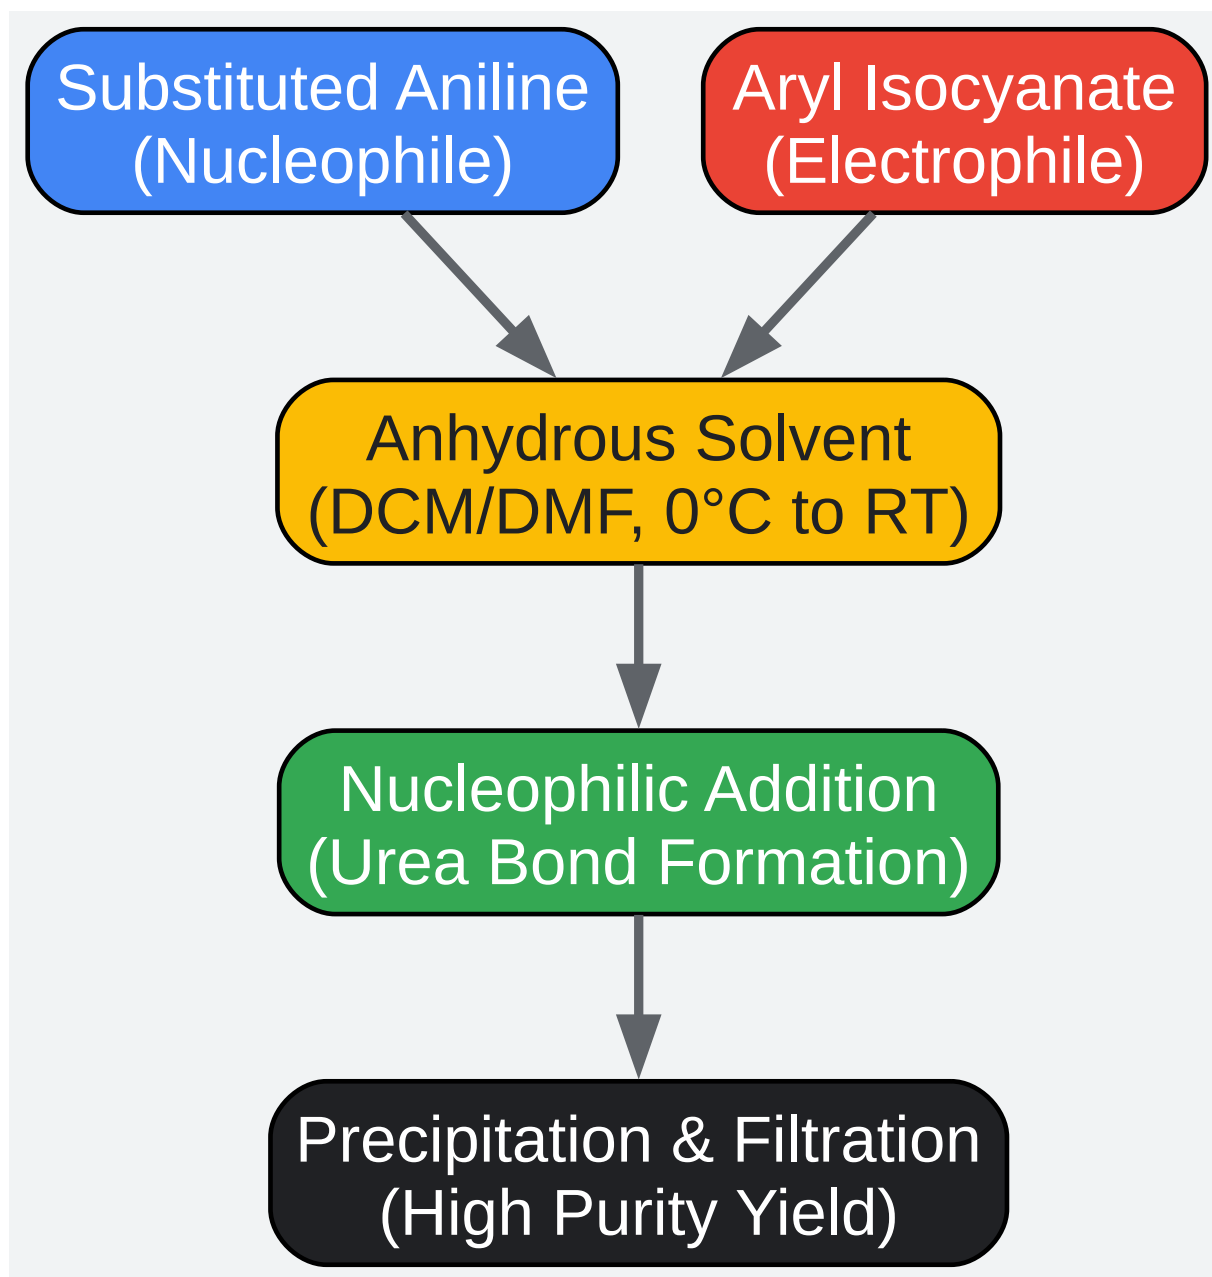 Substituted Aniline
(Nucleophile)
Aryl Isocyanate
(Electrophile)
Anhydrous Solvent
(DCM/DMF, 0°C to RT)
Nucleophilic Addition
(Urea Bond Formation)
Precipitation & Filtration
(High Purity Yield)